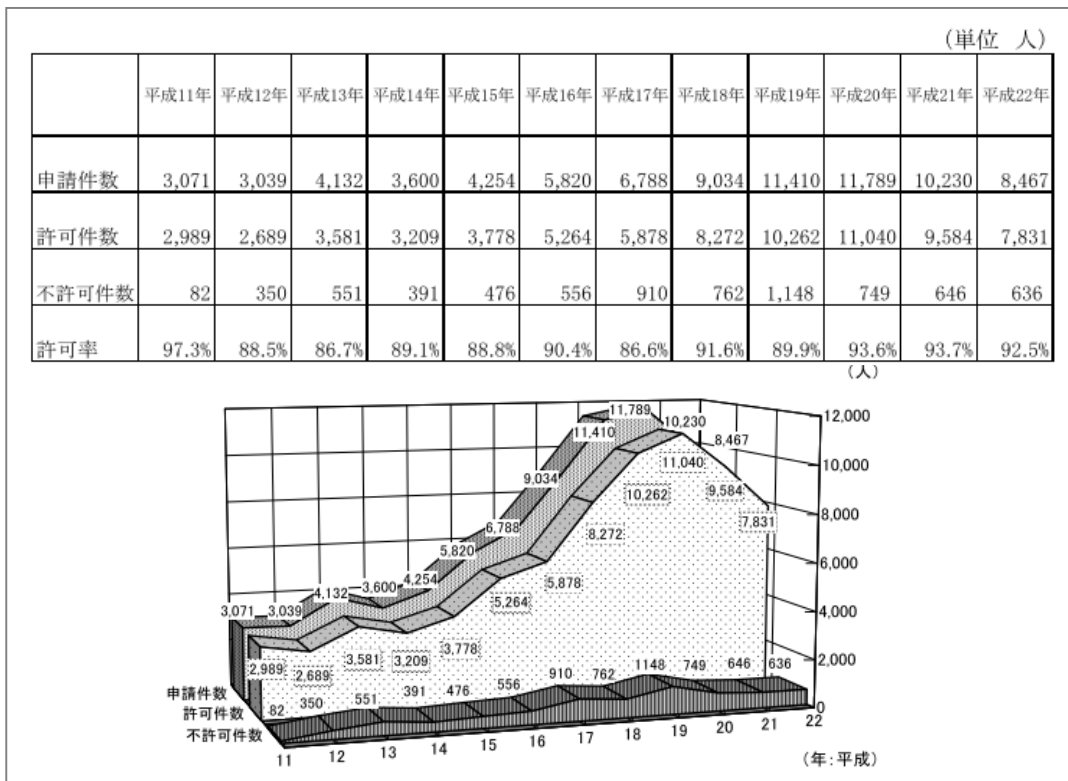 (単位 人)
平成11年 平成12年 平成13年 平成14年 平成15年 平成16年 平成17年 平成18年 平成19年 平成20年 平成21年 平成22年
申請件数 3,071 3,039 4,132 3,600 4,254 5,820 6,788 9,034 11,410 11,789 10,230 8,467
許可件数 2,989 2,689 3,581 3,209 3,778 5,264 5,878 8,272 10,262 11,040 9,584 7,831
不許可件数 82 350 551 391 476 556 910 762 1,148 749 646 636
許可率 97.3% 88.5% 86.7% 89.1% 88.8% 90.4% 86.6% 91.6% 89.9% 93.6% 93.7% 92.5%
(人)
12,000
10,000
8,000
6,000
4,000
2,000
0
3,071 3,039 4,132 3,600 4,254 5,820 6,788 9,034 11,410 11,789 10,230 8,467
2,989 2,689 3,581 3,209 3,778 5,264 5,878 8,272 10,262 11,040 9,584 7,831
82 350 551 391 476 556 910 762 1148 749 646 636
申請件数
許可件数
不許可件数
11 12 13 14 15 16 17 18 19 20 21 22
(年:平成)